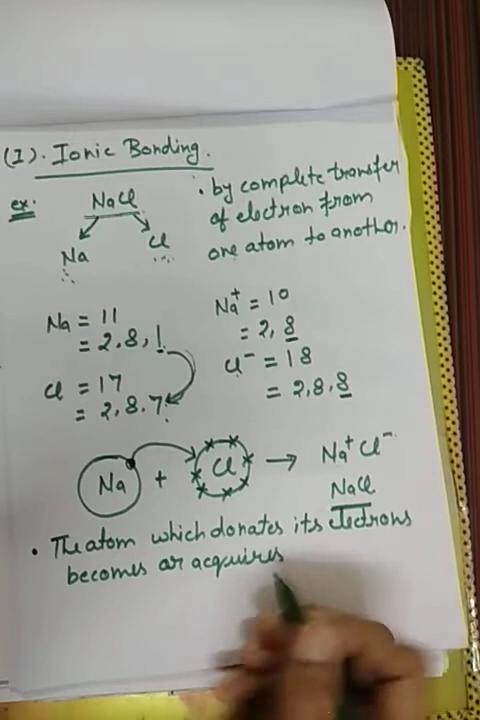 (I). Ionic Bonding.
ex:
NaCl
Na
Cl
• by complete transfer
of electron from
one atom to another.
Na = 11
= 2,8,1
Cl = 17
= 2,8.7
Na⁺ = 10
= 2, 8
Cl⁻ = 18
= 2,8.8
Na + Cl → Na⁺ Cl⁻
NaCl
• The atom which donates its electrons
becomes or acquires